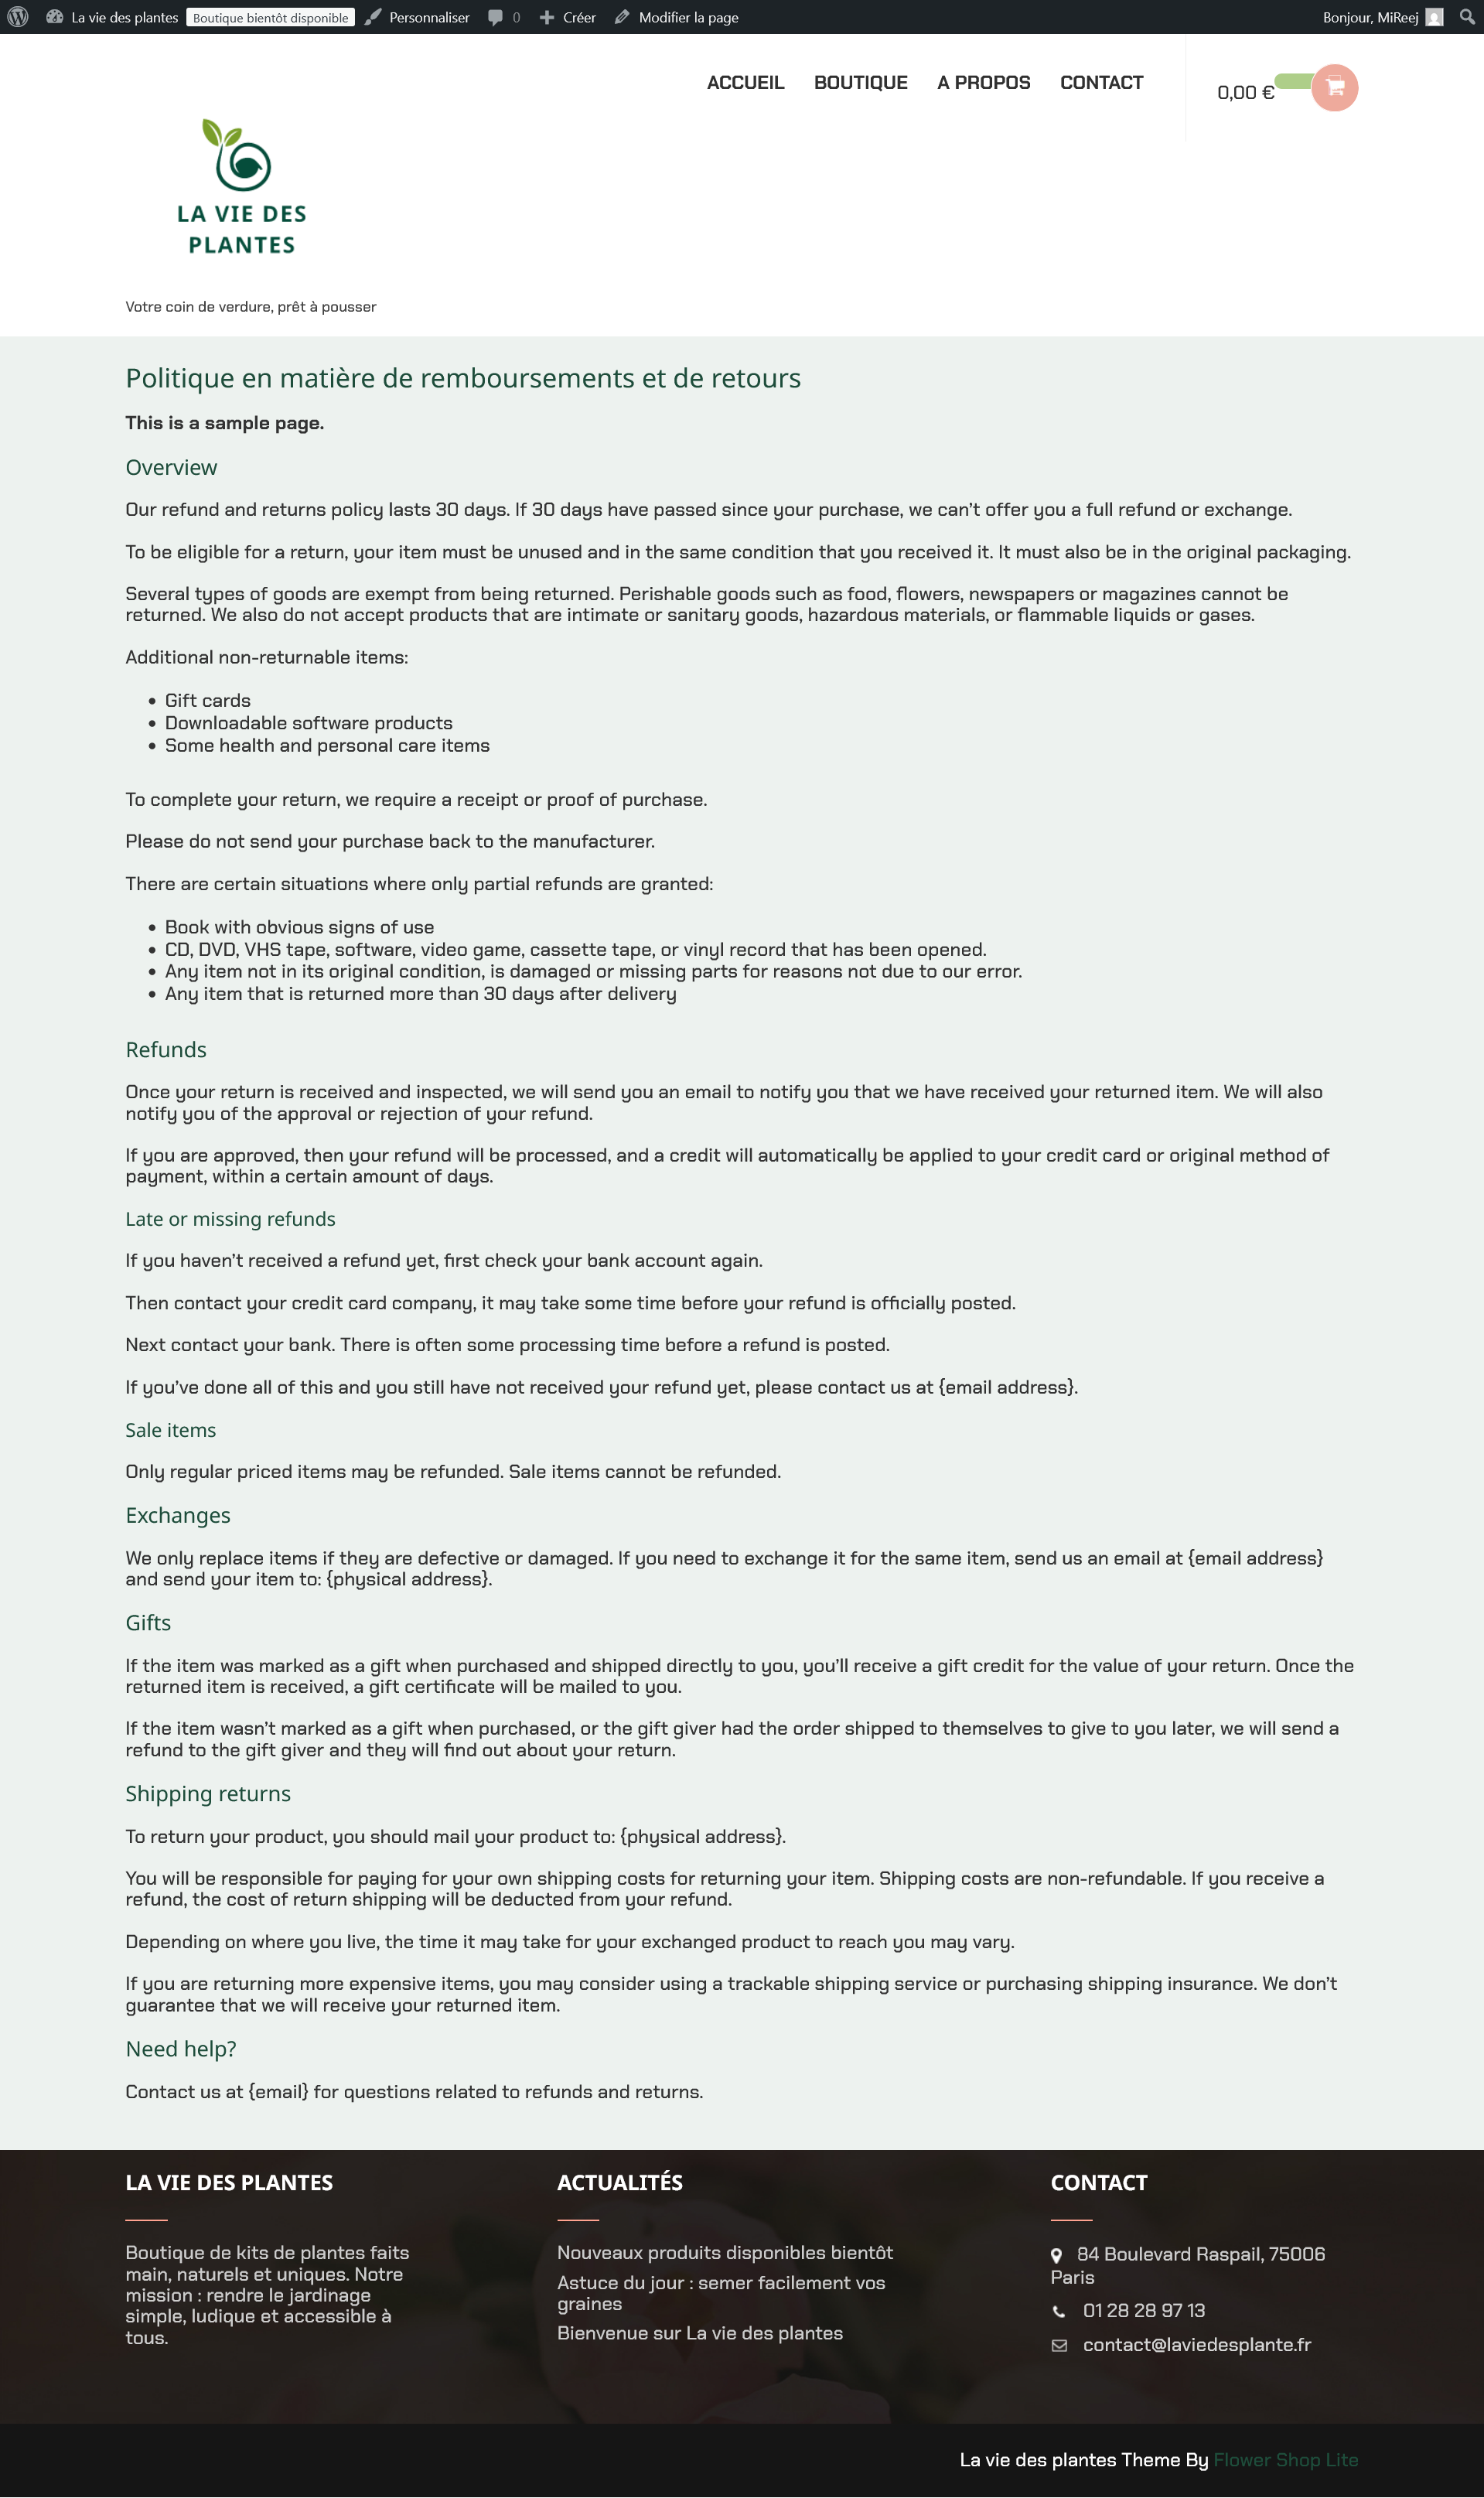 La vie des plantes Boutique bientôt disponible Personnaliser 0 Créer Modifier la page Bonjour, MiReej
ACCUEIL BOUTIQUE A PROPOS CONTACT
0,00 €
LA VIE DES
PLANTES
Votre coin de verdure, prêt à pousser
Politique en matière de remboursements et de retours
This is a sample page.
Overview
Our refund and returns policy lasts 30 days. If 30 days have passed since your purchase, we can’t offer you a full refund or exchange.
To be eligible for a return, your item must be unused and in the same condition that you received it. It must also be in the original packaging.
Several types of goods are exempt from being returned. Perishable goods such as food, flowers, newspapers or magazines cannot be
returned. We also do not accept products that are intimate or sanitary goods, hazardous materials, or flammable liquids or gases.
Additional non-returnable items:
• Gift cards
• Downloadable software products
• Some health and personal care items
To complete your return, we require a receipt or proof of purchase.
Please do not send your purchase back to the manufacturer.
There are certain situations where only partial refunds are granted:
• Book with obvious signs of use
• CD, DVD, VHS tape, software, video game, cassette tape, or vinyl record that has been opened.
• Any item not in its original condition, is damaged or missing parts for reasons not due to our error.
• Any item that is returned more than 30 days after delivery
Refunds
Once your return is received and inspected, we will send you an email to notify you that we have received your returned item. We will also
notify you of the approval or rejection of your refund.
If you are approved, then your refund will be processed, and a credit will automatically be applied to your credit card or original method of
payment, within a certain amount of days.
Late or missing refunds
If you haven’t received a refund yet, first check your bank account again.
Then contact your credit card company, it may take some time before your refund is officially posted.
Next contact your bank. There is often some processing time before a refund is posted.
If you’ve done all of this and you still have not received your refund yet, please contact us at {email address}.
Sale items
Only regular priced items may be refunded. Sale items cannot be refunded.
Exchanges
We only replace items if they are defective or damaged. If you need to exchange it for the same item, send us an email at {email address}
and send your item to: {physical address}.
Gifts
If the item was marked as a gift when purchased and shipped directly to you, you’ll receive a gift credit for the value of your return. Once the
returned item is received, a gift certificate will be mailed to you.
If the item wasn’t marked as a gift when purchased, or the gift giver had the order shipped to themselves to give to you later, we will send a
refund to the gift giver and they will find out about your return.
Shipping returns
To return your product, you should mail your product to: {physical address}.
You will be responsible for paying for your own shipping costs for returning your item. Shipping costs are non-refundable. If you receive a
refund, the cost of return shipping will be deducted from your refund.
Depending on where you live, the time it may take for your exchanged product to reach you may vary.
If you are returning more expensive items, you may consider using a trackable shipping service or purchasing shipping insurance. We don’t
guarantee that we will receive your returned item.
Need help?
Contact us at {email} for questions related to refunds and returns.
LA VIE DES PLANTES
Boutique de kits de plantes faits
main, naturels et uniques. Notre
mission : rendre le jardinage
simple, ludique et accessible à
tous.
ACTUALITÉS
Nouveaux produits disponibles bientôt
Astuce du jour : semer facilement vos
graines
Bienvenue sur La vie des plantes
CONTACT
84 Boulevard Raspail, 75006
Paris
01 28 28 97 13
contact@laviedesplante.fr
La vie des plantes Theme By Flower Shop Lite